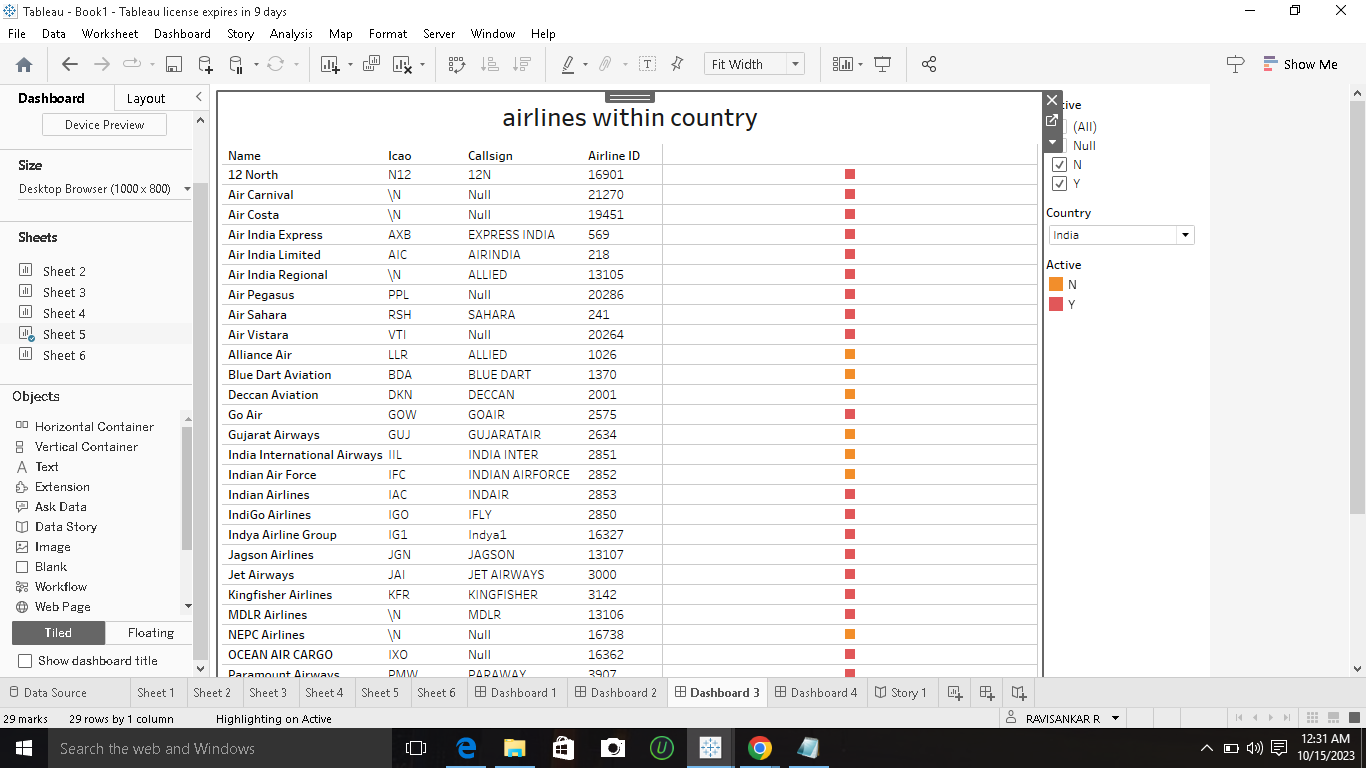 Tableau - Book1 - Tableau license expires in 9 days
File Data Worksheet Dashboard Story Analysis Map Format Server Window Help
Fit Width
Show Me
Dashboard Layout
Device Preview
Size
Desktop Browser (1000 x 800)
Sheets
Sheet 2
Sheet 3
Sheet 4
Sheet 5
Sheet 6
Objects
Horizontal Container
Vertical Container
Text
Extension
Ask Data
Data Story
Image
Blank
Workflow
Web Page
Tiled Floating
Show dashboard title
airlines within country
Name Icao Callsign Airline ID
12 North N12 12N 16901
Air Carnival \N Null 21270
Air Costa \N Null 19451
Air India Express AXB EXPRESS INDIA 569
Air India Limited AIC AIRINDIA 218
Air India Regional \N ALLIED 13105
Air Pegasus PPL Null 20286
Air Sahara RSH SAHARA 241
Air Vistara VTI Null 20264
Alliance Air LLR ALLIED 1026
Blue Dart Aviation BDA BLUE DART 1370
Deccan Aviation DKN DECCAN 2001
Go Air GOW GOAIR 2575
Gujarat Airways GUJ GUJARATAIR 2634
India International Airways IIL INDIA INTER 2851
Indian Air Force IFC INDIAN AIRFORCE 2852
Indian Airlines IAC INDAIR 2853
IndiGo Airlines IGO IFLY 2850
Indya Airline Group IG1 Indya1 16327
Jagson Airlines JGN JAGSON 13107
Jet Airways JAI JET AIRWAYS 3000
Kingfisher Airlines KFR KINGFISHER 3142
MDLR Airlines \N MDLR 13106
NEPC Airlines \N Null 16738
OCEAN AIR CARGO IXO Null 16362
Paramount Airways PMW PARAWAY 3907
tive
(All)
Null
N
Y
Country
India
Active
N
Y
Data Source Sheet 1 Sheet 2 Sheet 3 Sheet 4 Sheet 5 Sheet 6 Dashboard 1 Dashboard 2 Dashboard 3 Dashboard 4 Story 1
29 marks 29 rows by 1 column Highlighting on Active RAVISANKAR R
Search the web and Windows
12:31 AM
10/15/2023